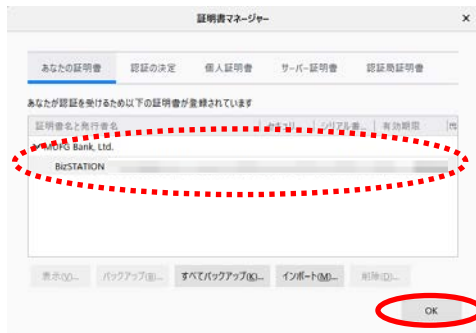 証明書マネージャー ×
あなたの証明書 認証の決定 個人証明書 サーバー証明書 認証局証明書
あなたが認証を受けるため以下の証明書が登録されています
証明書名と発行者名 セキュリ... シリアル番... 有効期限
MUFG Bank, Ltd.
BizSTATION
表示(V)... バックアップ(B)... すべてバックアップ(K)... インポート(M)... 削除(D)...
OK